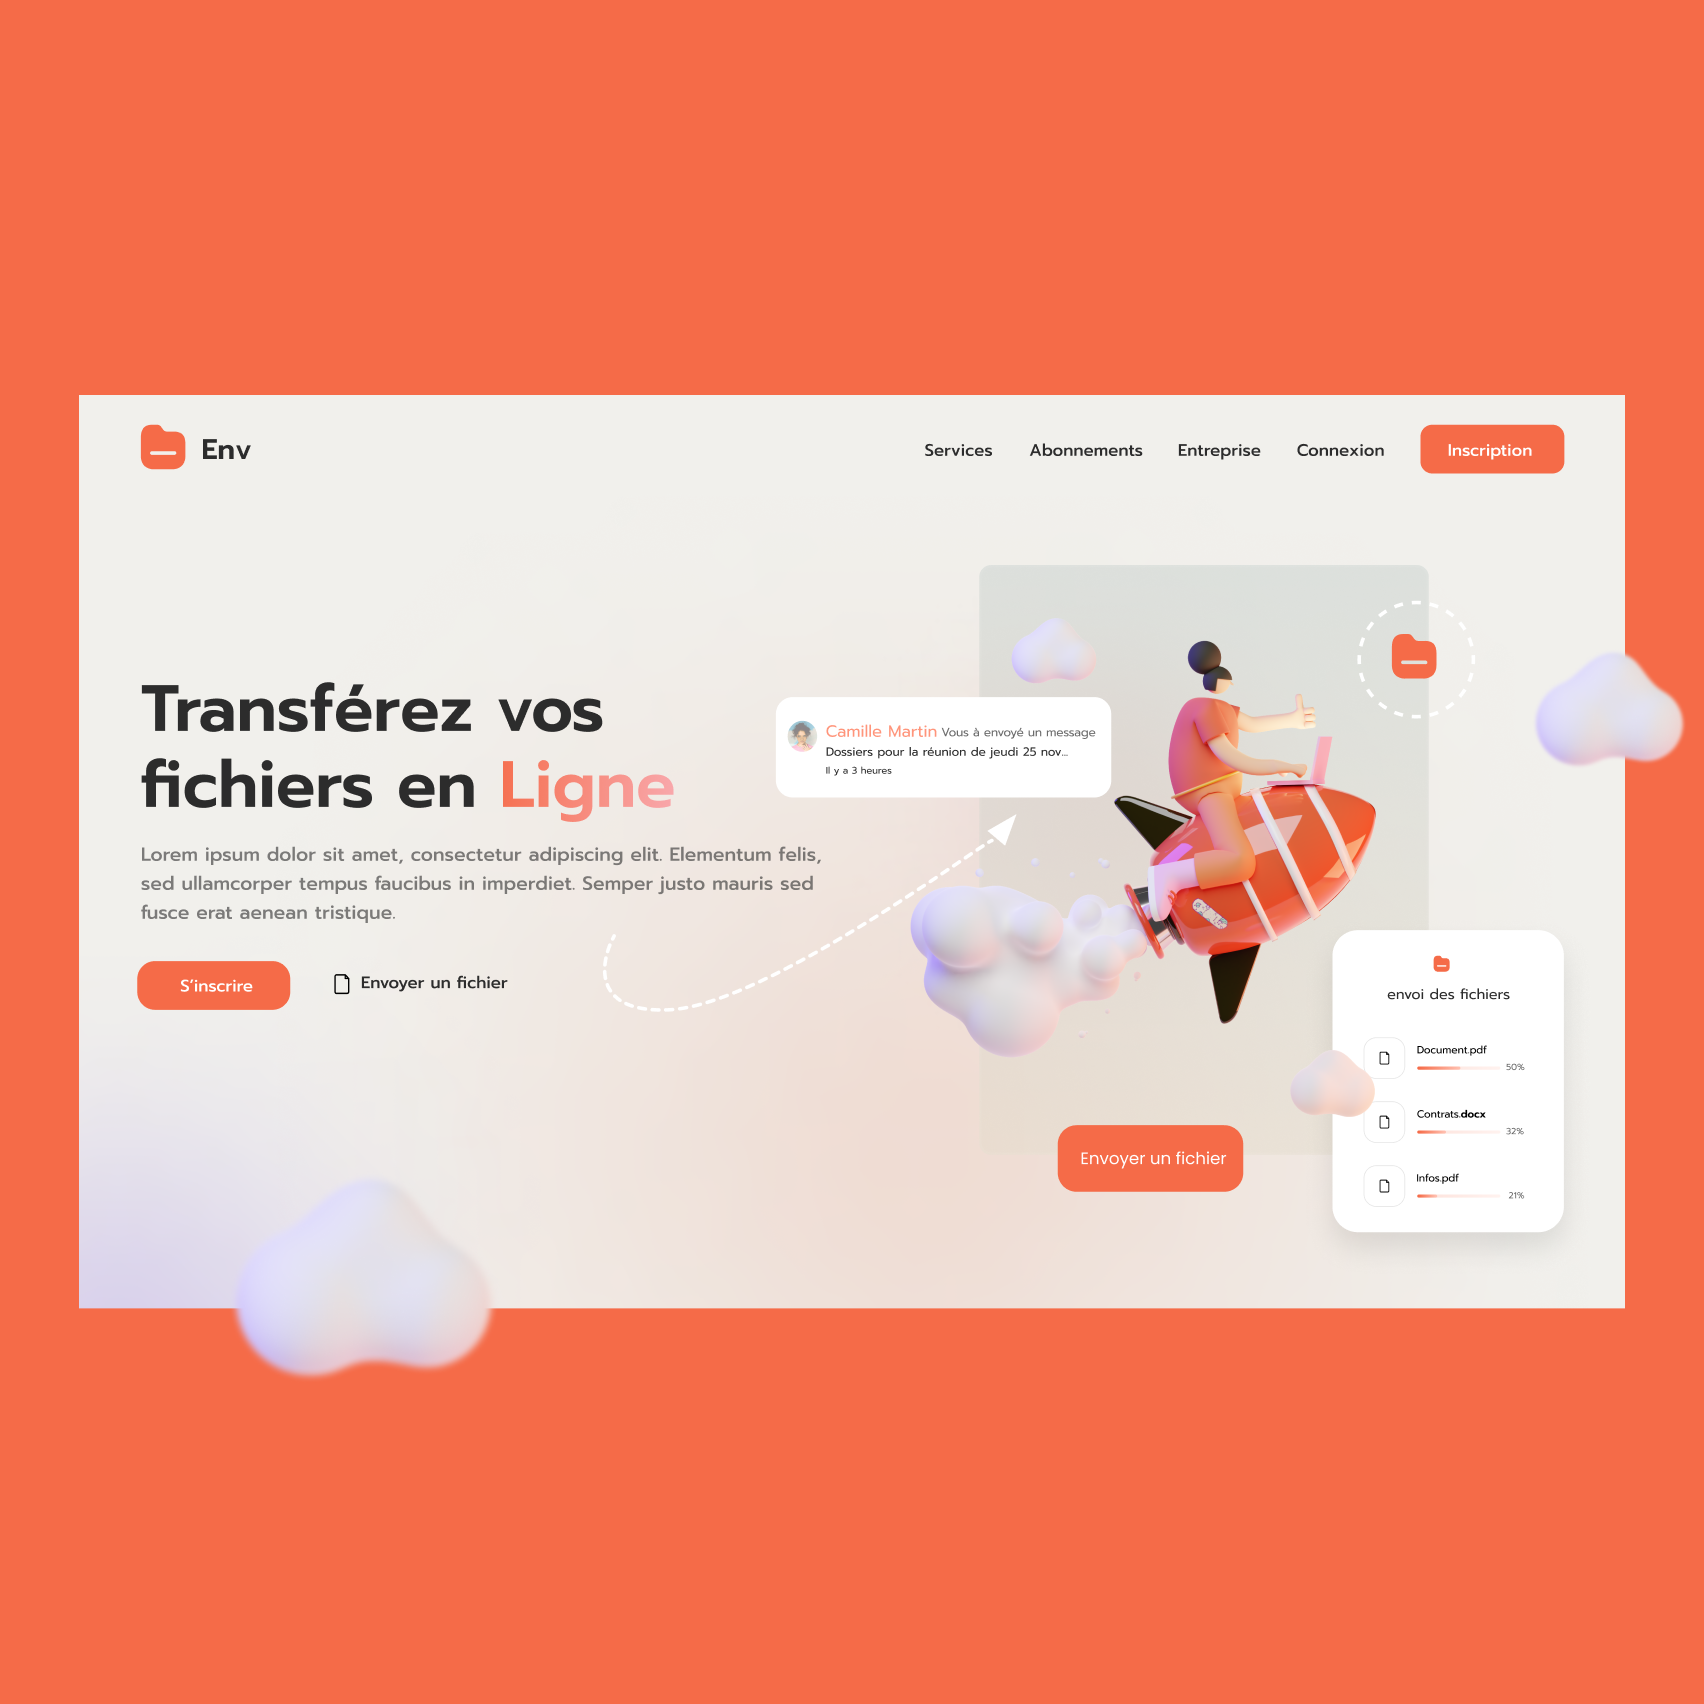 Env
Services Abonnements Entreprise Connexion Inscription
Transférez vos
fichiers en Ligne
Lorem ipsum dolor sit amet, consectetur adipiscing elit. Elementum felis,
sed ullamcorper tempus faucibus in imperdiet. Semper justo mauris sed
fusce erat aenean tristique.
S'inscrire
Envoyer un fichier
Camille Martin Vous à envoyé un message
Dossiers pour la réunion de jeudi 25 nov...
Il y a 3 heures
Envoyer un fichier
envoi des fichiers
Document.pdf
50%
Contrats.docx
32%
Infos.pdf
21%